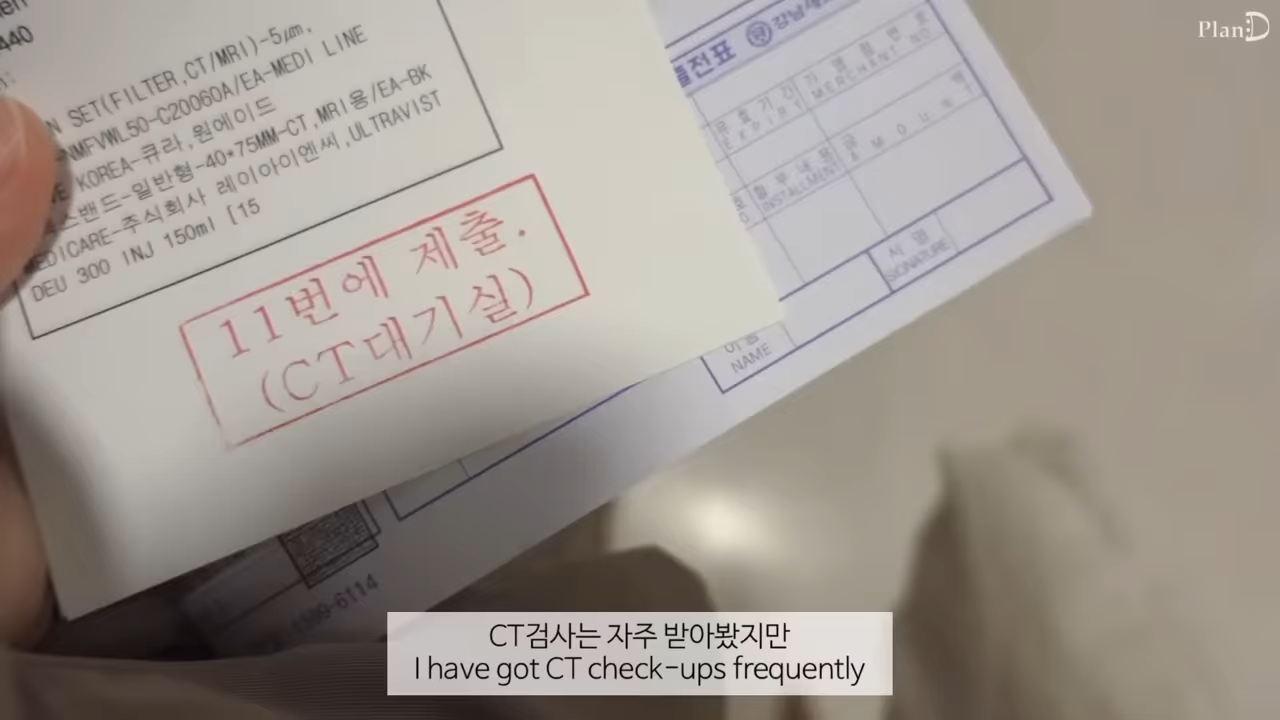 440
N SET(FILTER,CT/MRI)-5㎛,
NMFVWL50-C20060A/EA-MEDI LINE
KOREA-큐라,원에이드
스밴드-일반형-40*75MM-CT,MRI용/EA-BK
MEDICARE-주식회사 레이아이엔씨,ULTRAVIST
DEU 300 INJ 150ml [15
11번에 제출.
(CT대기실)
출전표
가맹점번호
MERCHANT NO.
유효기간
EXPIRY
할부내용
INSTALLMENT
금액
AMOUNT
서명
SIGNATURE
NAME
6114
Plan:D
CT검사는 자주 받아봤지만
I have got CT check-ups frequently